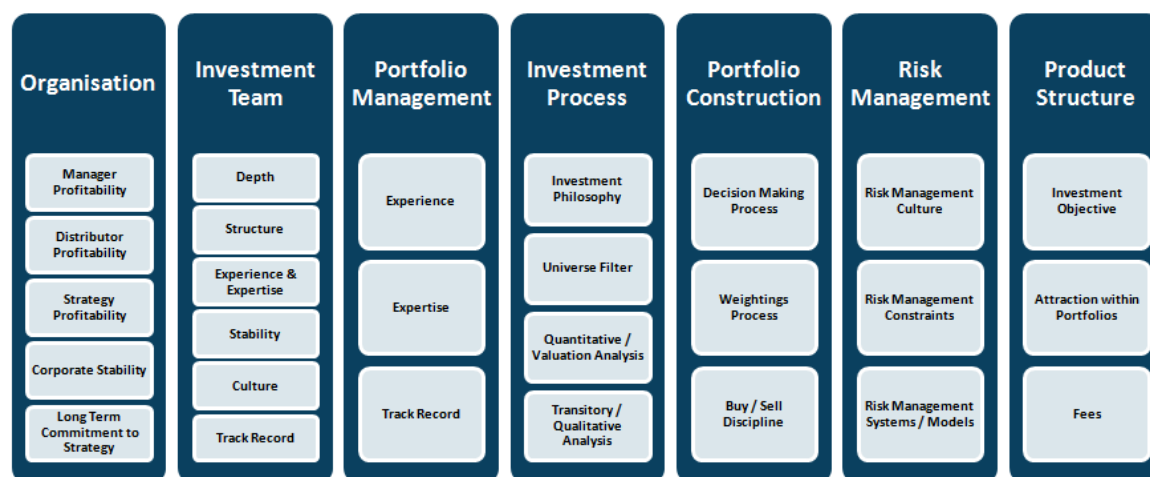 Organisation
Manager
Profitability
Distributor
Profitability
Strategy
Profitability
Corporate Stability
Long Term
Commitment to
Strategy
Investment
Team
Depth
Structure
Experience &
Expertise
Stability
Culture
Track Record
Portfolio
Management
Experience
Expertise
Track Record
Investment
Process
Investment
Philosophy
Universe Filter
Quantitative /
Valuation Analysis
Transitory /
Qualitative
Analysis
Portfolio
Construction
Decision Making
Process
Weightings
Process
Buy / Sell
Discipline
Risk
Management
Risk Management
Culture
Risk Management
Constraints
Risk Management
Systems / Models
Product
Structure
Investment
Objective
Attraction within
Portfolios
Fees